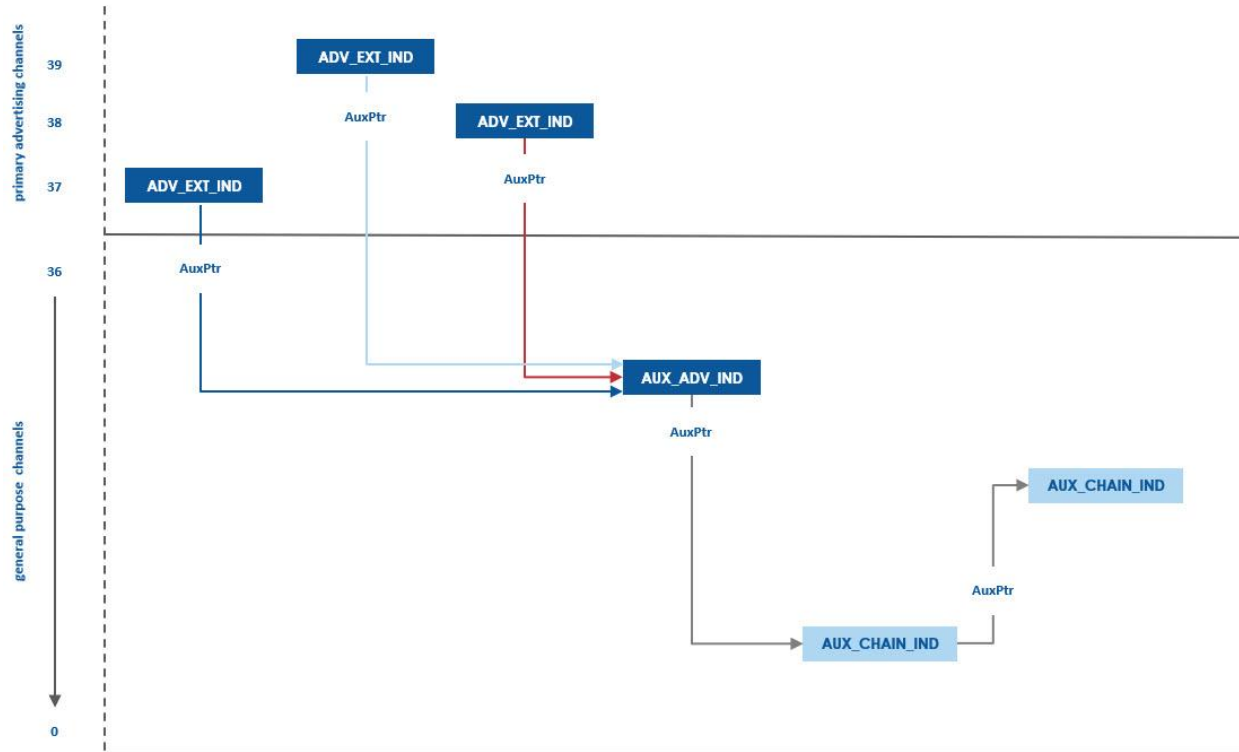 primary advertising channels
39
38
37
36
general purpose channels
0
ADV_EXT_IND
AuxPtr
ADV_EXT_IND
AuxPtr
ADV_EXT_IND
AuxPtr
AUX_ADV_IND
AuxPtr
AUX_CHAIN_IND
AuxPtr
AUX_CHAIN_IND